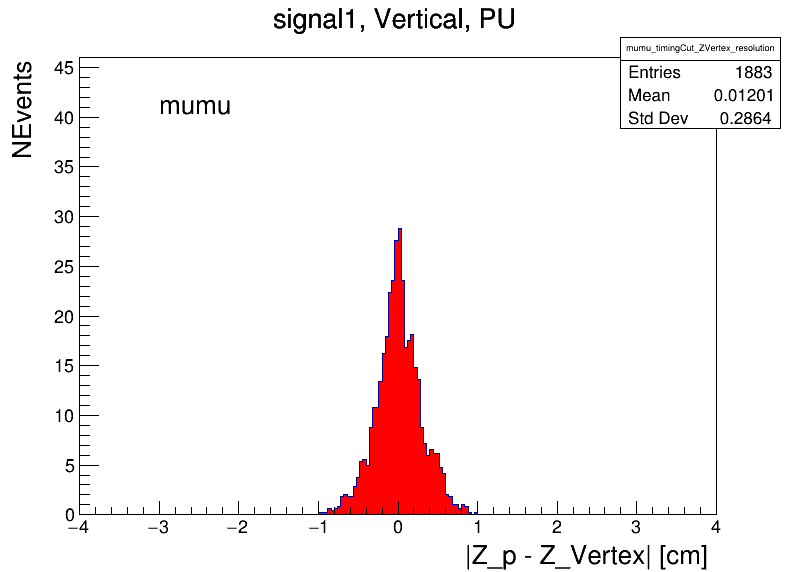 signal1, Vertical, PU
mumu_timingCut_ZVertex_resolution
Entries 1883
Mean 0.01201
Std Dev 0.2864
NEvents
mumu
45
40
35
30
25
20
15
10
5
0
−4 −3 −2 −1 0 1 2 3 4
|Z_p - Z_Vertex| [cm]